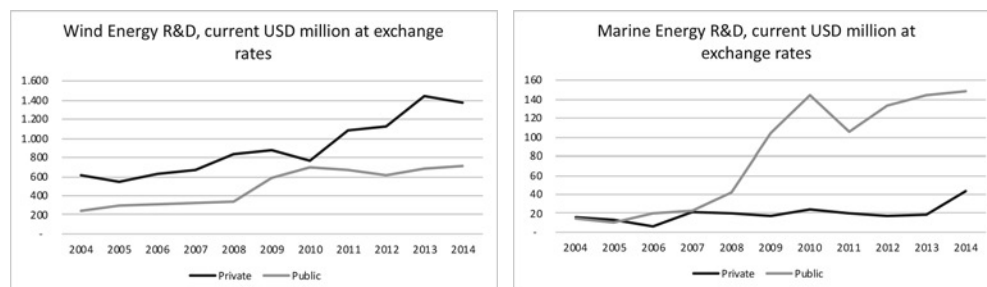 Wind Energy R&D, current USD million at exchange
rates
1.600
1.400
1.200
1.000
800
600
400
200
-
2004 2005 2006 2007 2008 2009 2010 2011 2012 2013 2014
Private Public
Marine Energy R&D, current USD million at
exchange rates
160
140
120
100
80
60
40
20
-
2004 2005 2006 2007 2008 2009 2010 2011 2012 2013 2014
Private Public